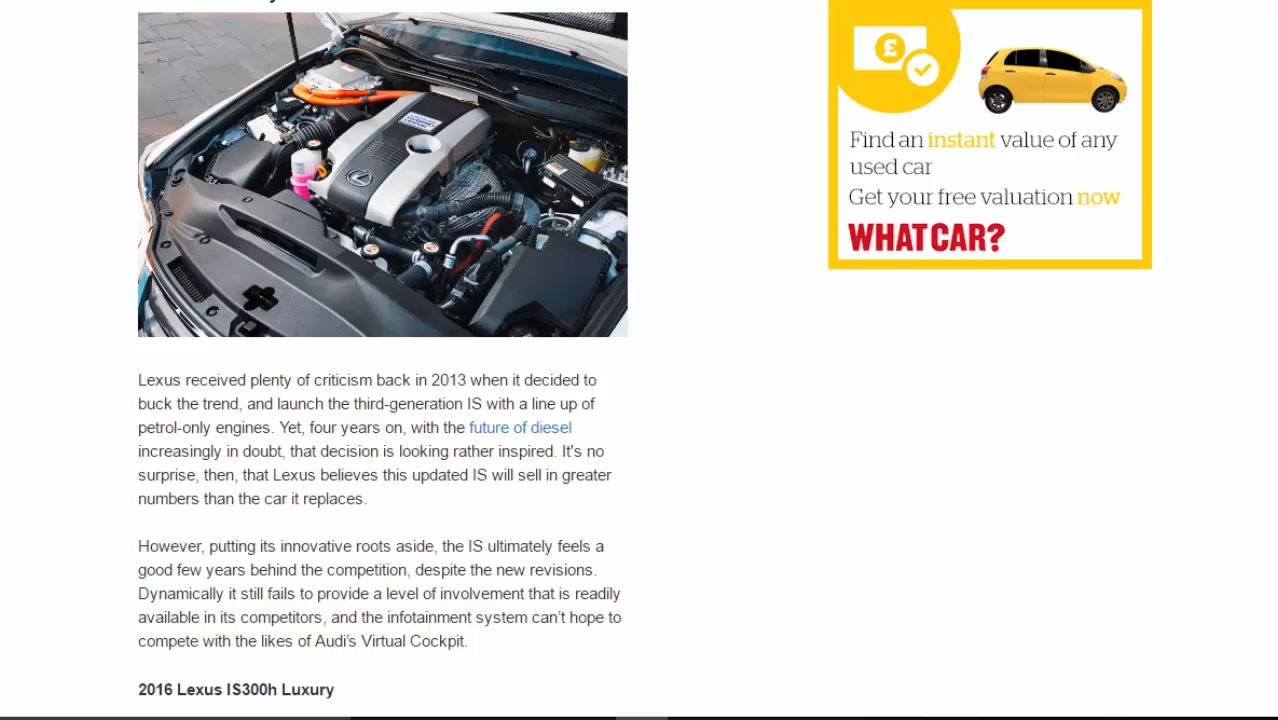 Lexus received plenty of criticism back in 2013 when it decided to
buck the trend, and launch the third-generation IS with a line up of
petrol-only engines. Yet, four years on, with the future of diesel
increasingly in doubt, that decision is looking rather inspired. It's no
surprise, then, that Lexus believes this updated IS will sell in greater
numbers than the car it replaces.
However, putting its innovative roots aside, the IS ultimately feels a
good few years behind the competition, despite the new revisions.
Dynamically it still fails to provide a level of involvement that is readily
available in its competitors, and the infotainment system can’t hope to
compete with the likes of Audi’s Virtual Cockpit.
2016 Lexus IS300h Luxury
£
Find an instant value of any
used car
Get your free valuation now
WHAT CAR?